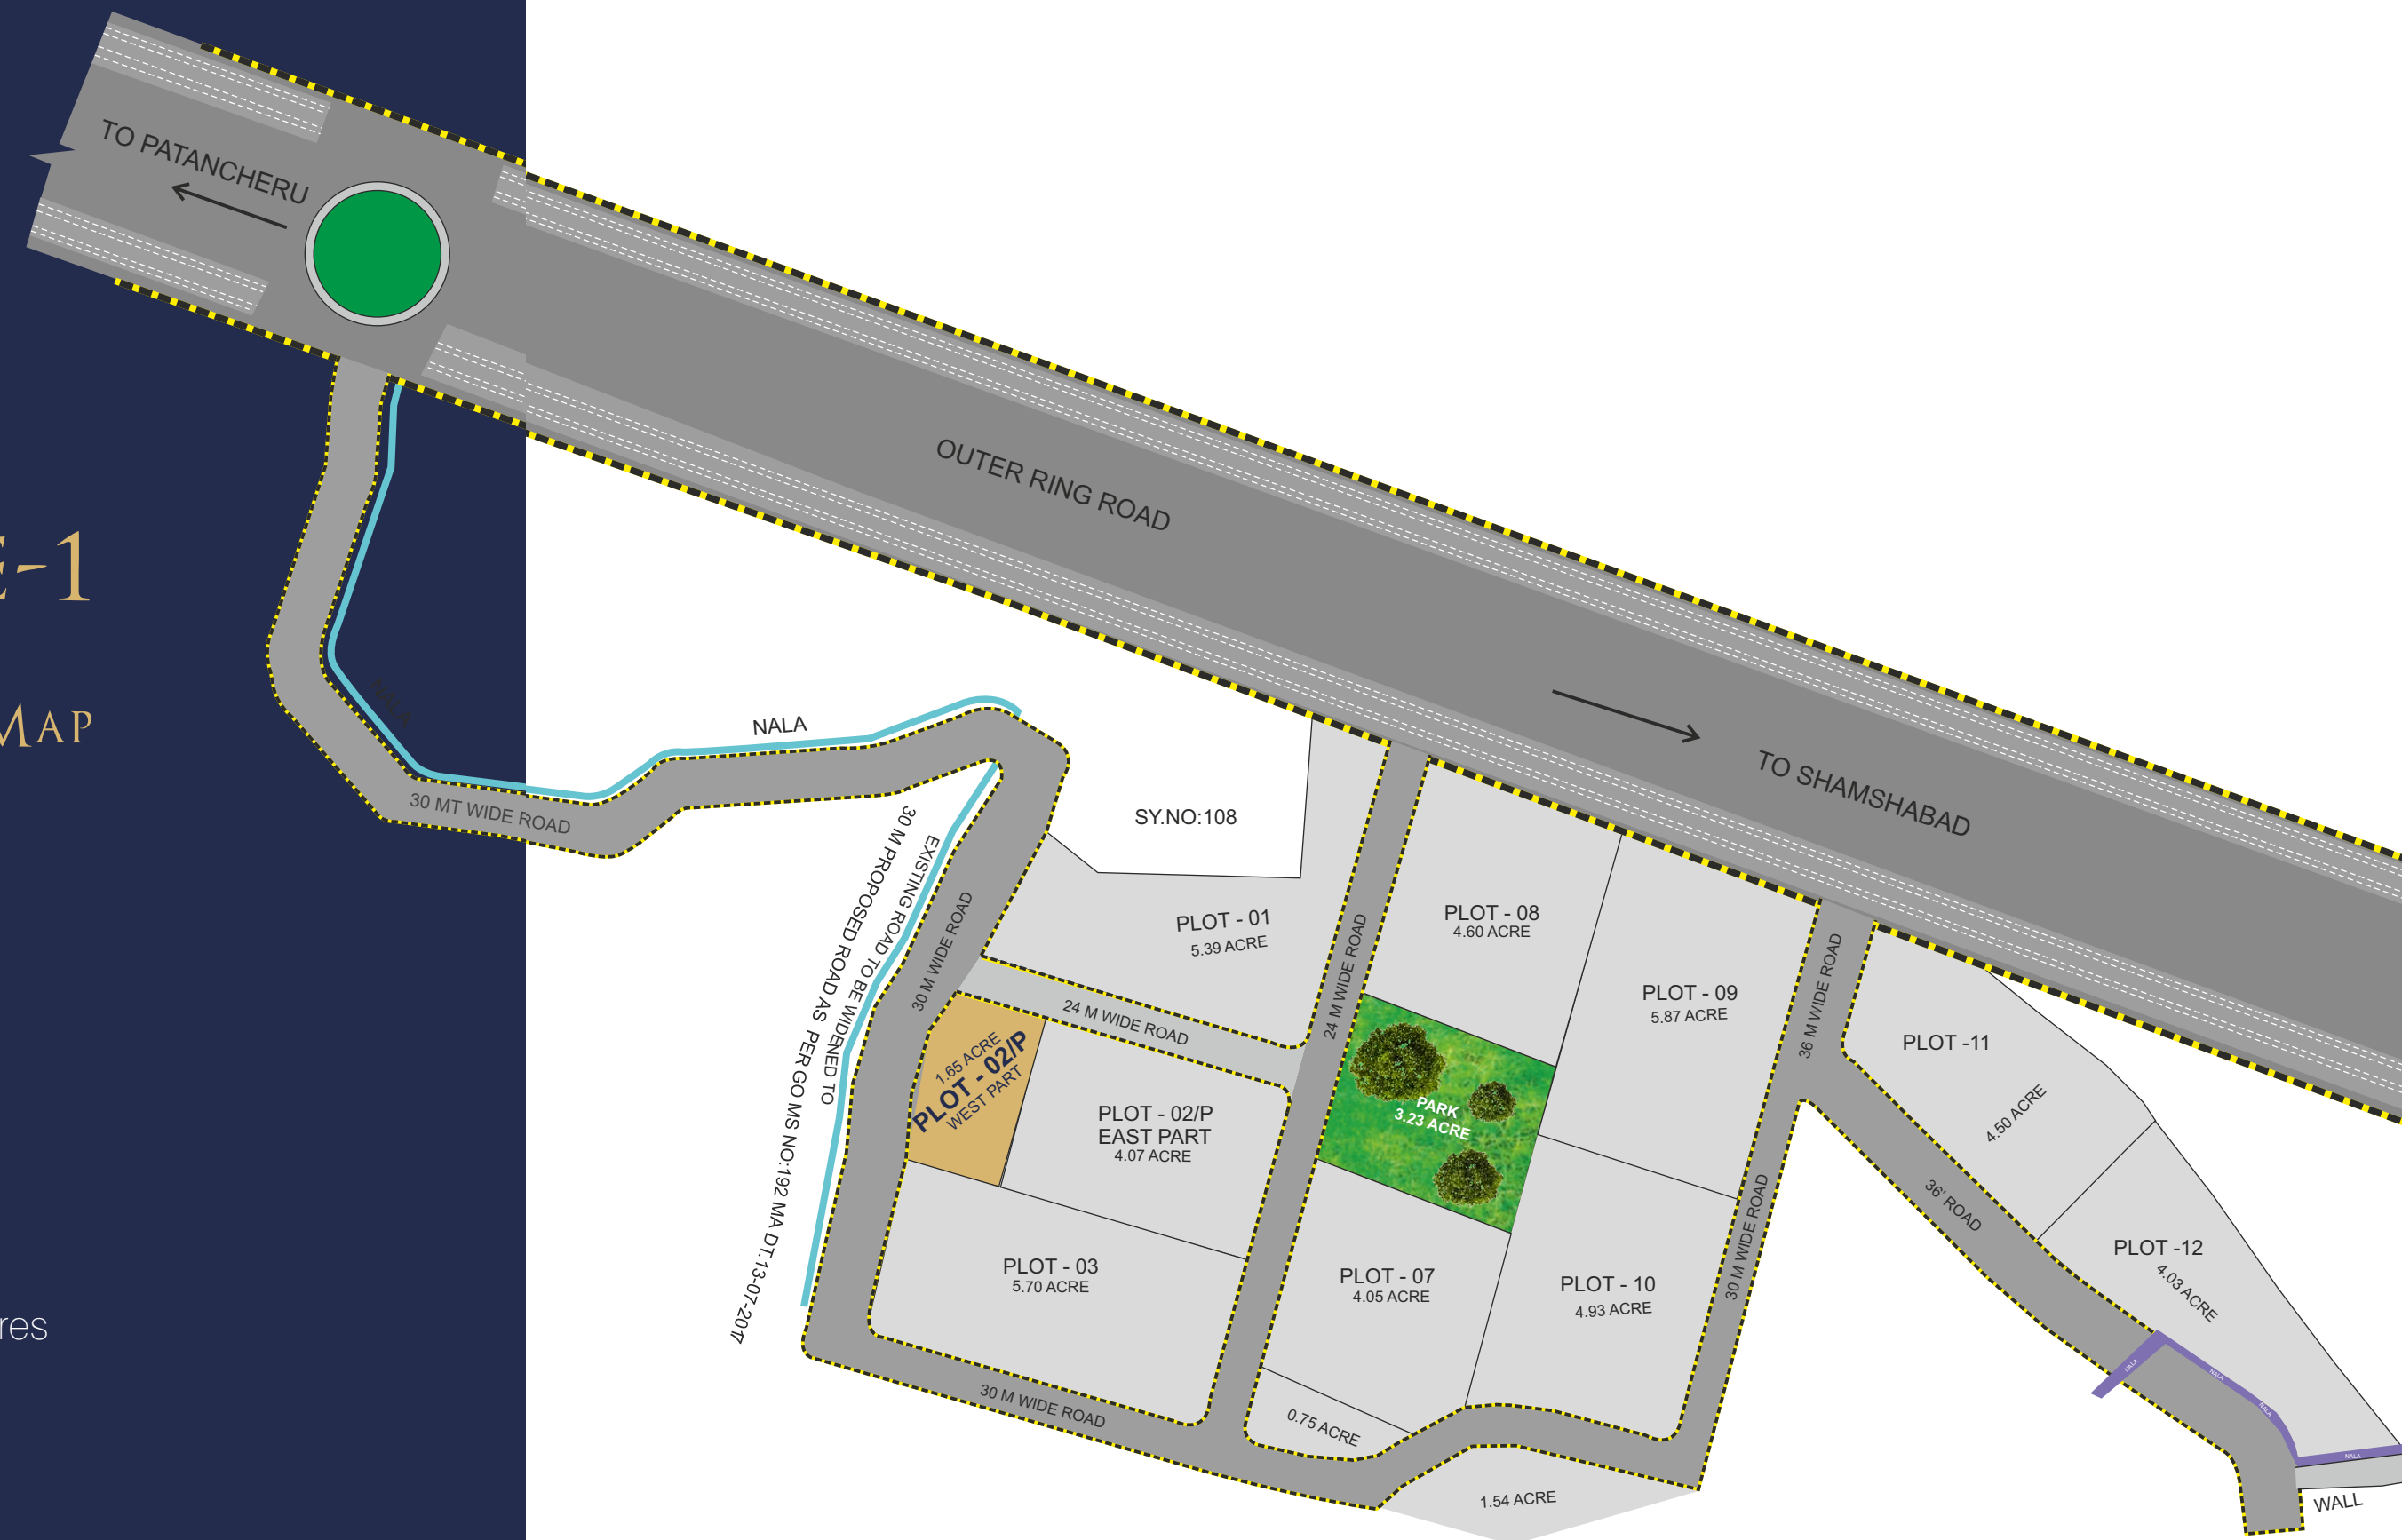 TO PATANCHERU
OUTER RING ROAD
TO SHAMSHABAD
-1
MAP
res
NALA
NALA
30 MT WIDE ROAD
30 M PROPOSED ROAD AS PER GO MS NO:192 MA DT:13-07-2017
EXISTING ROAD TO BE WIDENED TO
30 M WIDE ROAD
SY.NO:108
PLOT - 01
5.39 ACRE
24 M WIDE ROAD
24 M WIDE ROAD
1.65 ACRE
PLOT - 02/P
WEST PART
PLOT - 02/P
EAST PART
4.07 ACRE
PLOT - 03
5.70 ACRE
30 M WIDE ROAD
PLOT - 08
4.60 ACRE
PLOT - 09
5.87 ACRE
PARK
3.23 ACRE
PLOT - 07
4.05 ACRE
PLOT - 10
4.93 ACRE
0.75 ACRE
1.54 ACRE
36 M WIDE ROAD
30 M WIDE ROAD
PLOT -11
4.50 ACRE
36' ROAD
PLOT -12
4.03 ACRE
NALA
NALA
NALA
NALA
WALL